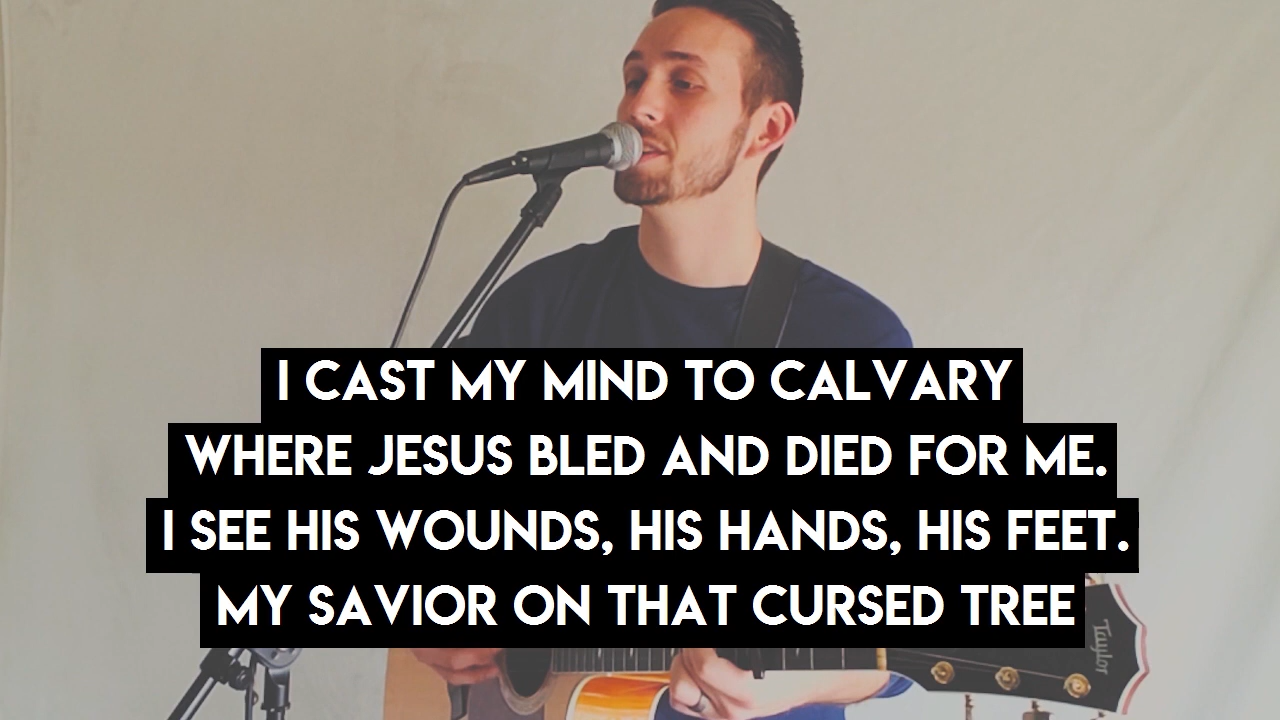 I CAST MY MIND TO CALVARY
WHERE JESUS BLED AND DIED FOR ME.
I SEE HIS WOUNDS, HIS HANDS, HIS FEET.
MY SAVIOR ON THAT CURSED TREE
Taylor